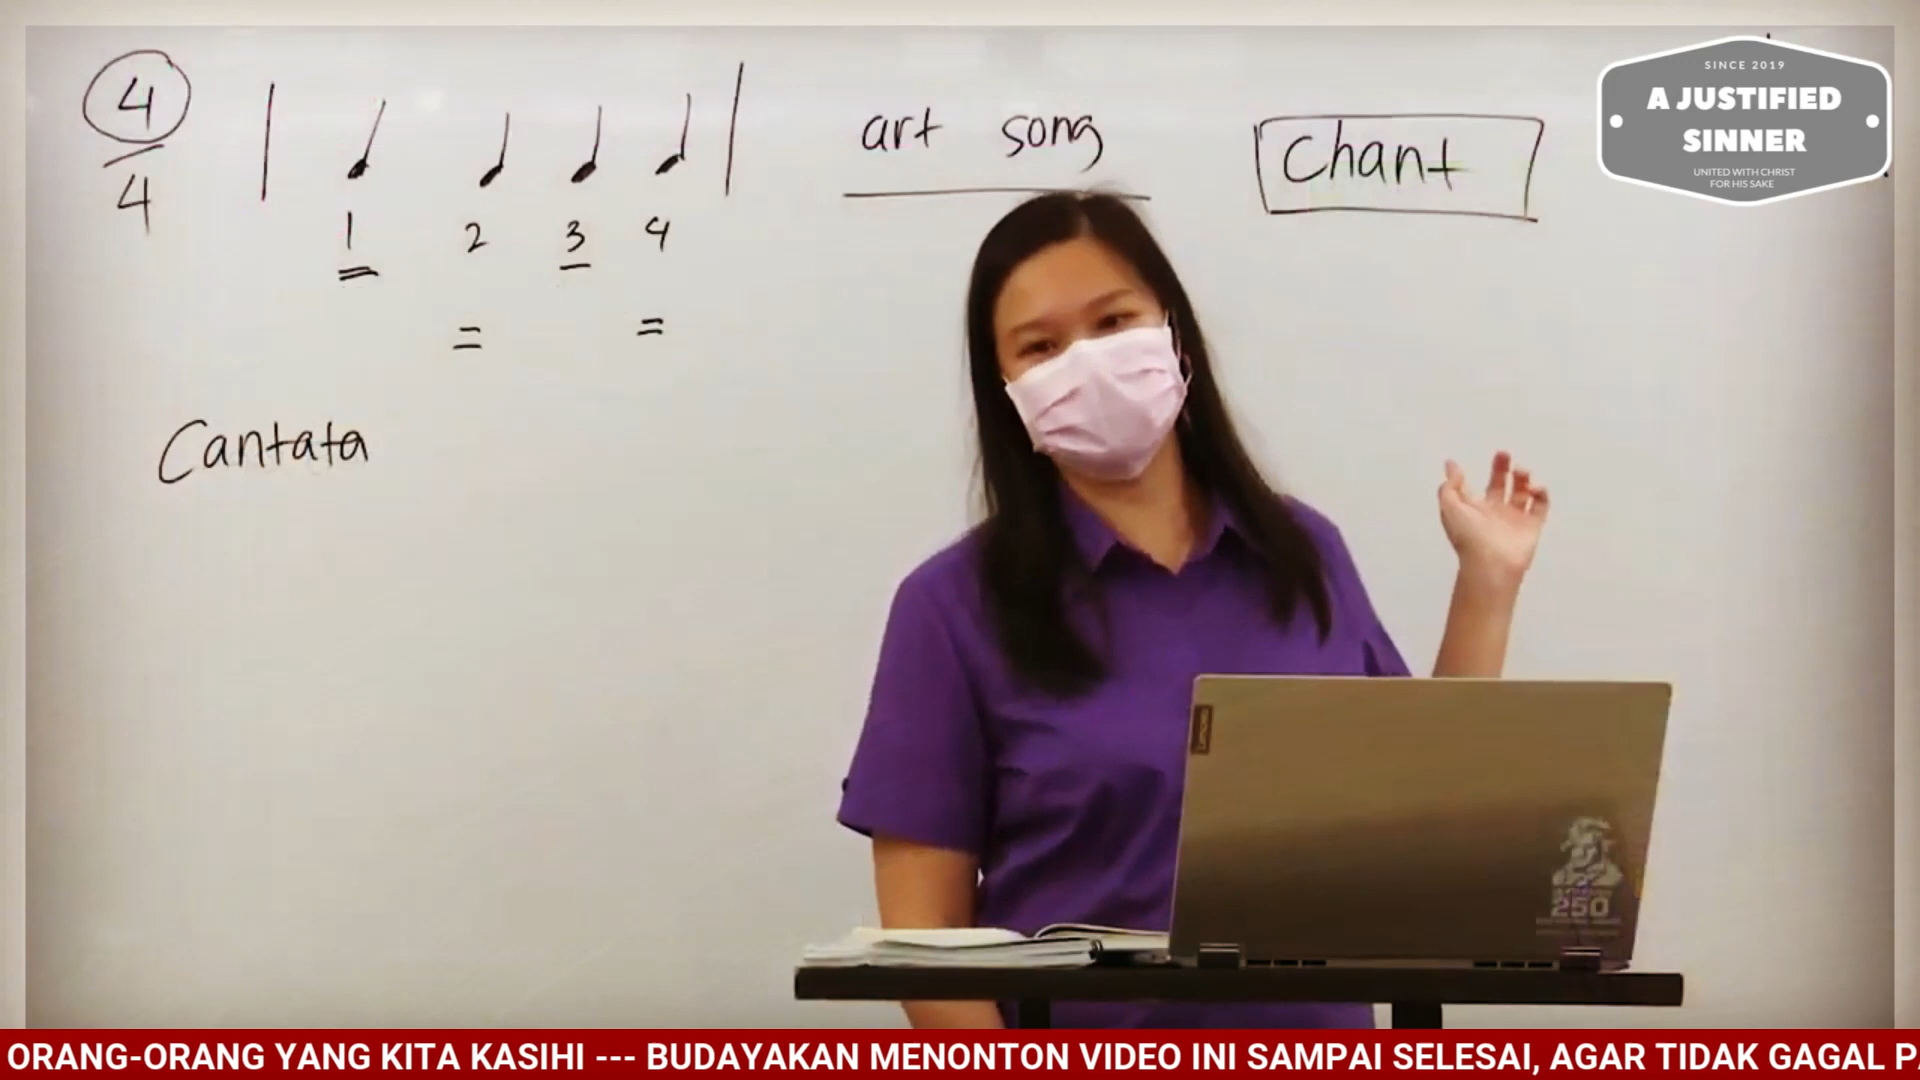 4
4
1 2 3 4
= =
art song
Chant
Cantata
SINCE 2019
A JUSTIFIED
SINNER
UNITED WITH CHRIST
FOR HIS SAKE
Lenovo
250
ORANG-ORANG YANG KITA KASIHI --- BUDAYAKAN MENONTON VIDEO INI SAMPAI SELESAI, AGAR TIDAK GAGAL P